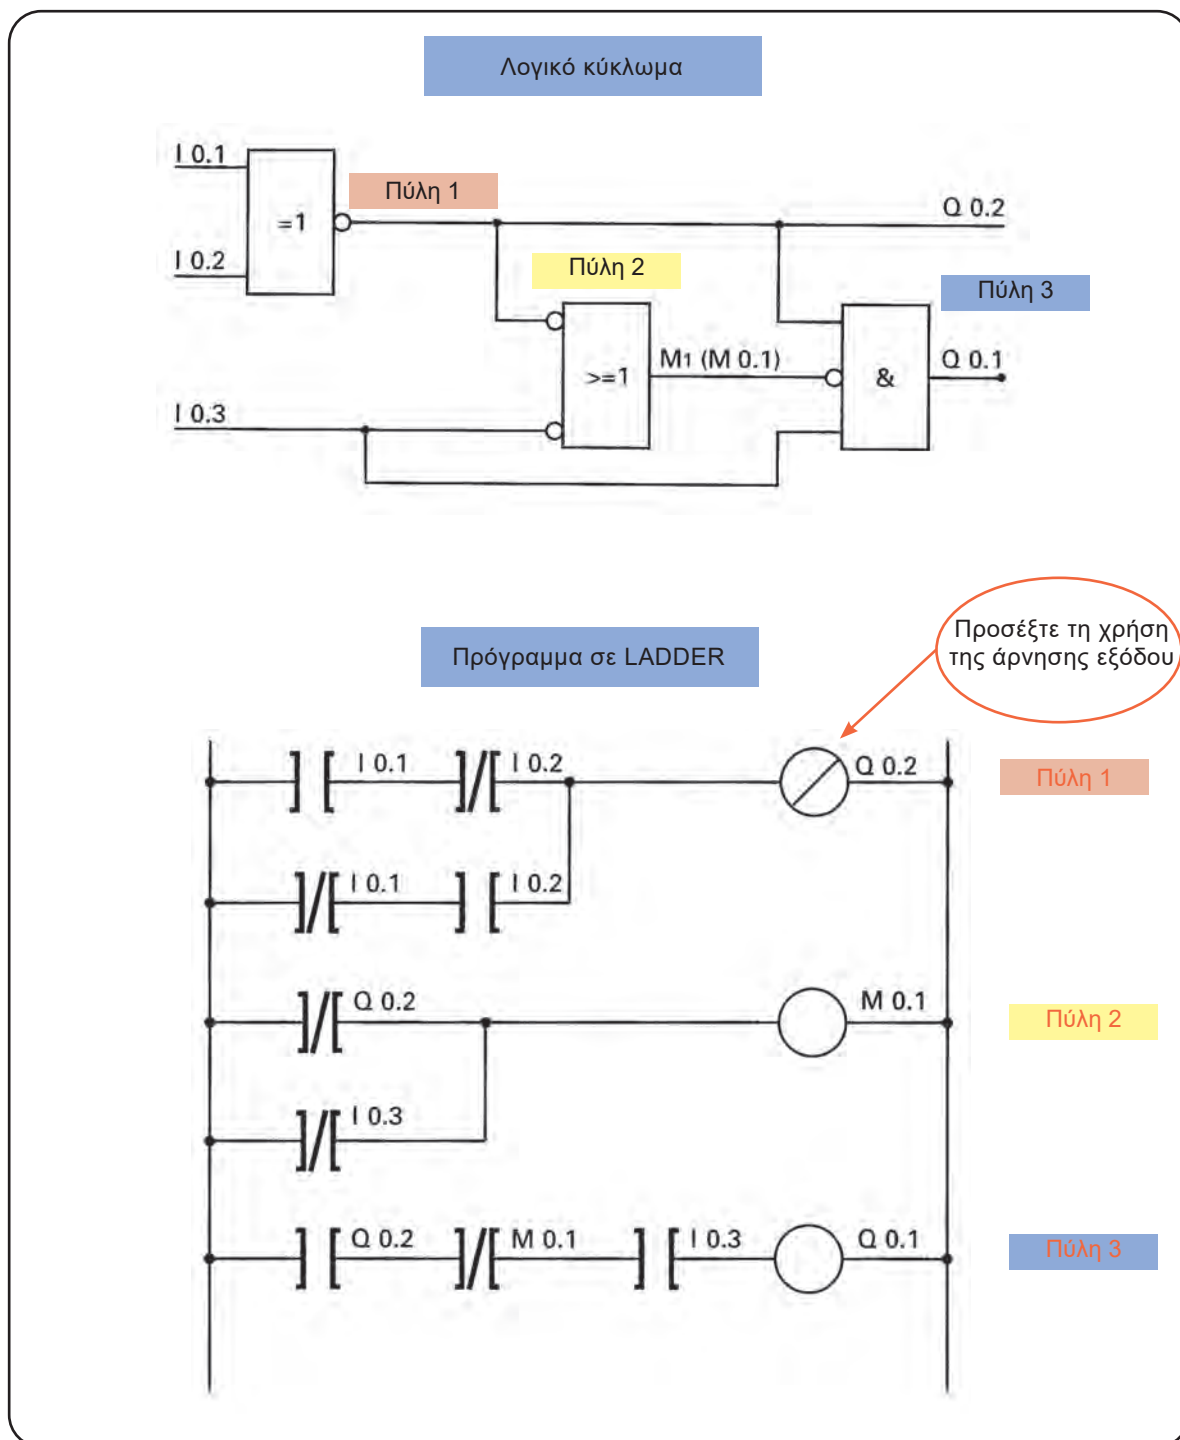 Λογικό κύκλωμα
I 0.1
Πύλη 1
=1
Q 0.2
I 0.2
Πύλη 2
Πύλη 3
M1 (M 0.1)
Q 0.1
>=1
&
I 0.3
Προσέξτε τη χρήση
της άρνησης εξόδου
Πρόγραμμα σε LADDER
I 0.1
I 0.2
Q 0.2
Πύλη 1
I 0.1
I 0.2
Q 0.2
M 0.1
Πύλη 2
I 0.3
Q 0.2
M 0.1
I 0.3
Q 0.1
Πύλη 3